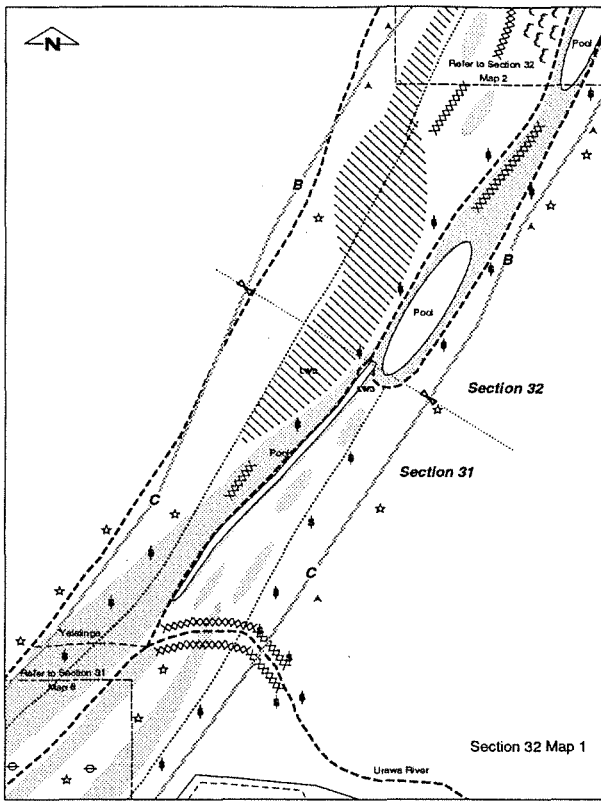 N
Pool
Refer to Section 32
Map 2
B
B
Pool
LWD
LWD
Section 32
Pool
Section 31
C
C
Refer to Section 31
Map 6
Section 32 Map 1
Urawa River